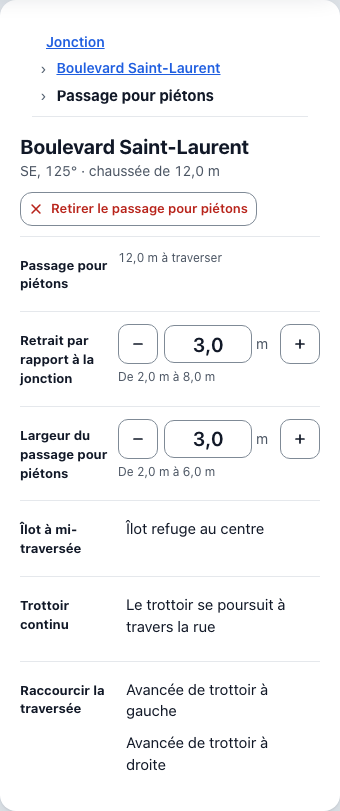 Jonction
› Boulevard Saint-Laurent
› Passage pour piétons
Boulevard Saint-Laurent
SE, 125° · chaussée de 12,0 m
✕ Retirer le passage pour piétons
Passage pour
piétons
12,0 m à traverser
Retrait par
rapport à la
jonction
− 3,0 m +
De 2,0 m à 8,0 m
Largeur du
passage pour
piétons
− 3,0 m +
De 2,0 m à 6,0 m
Îlot à mi-
traversée
Îlot refuge au centre
Trottoir
continu
Le trottoir se poursuit à
travers la rue
Raccourcir la
traversée
Avancée de trottoir à
gauche
Avancée de trottoir à
droite